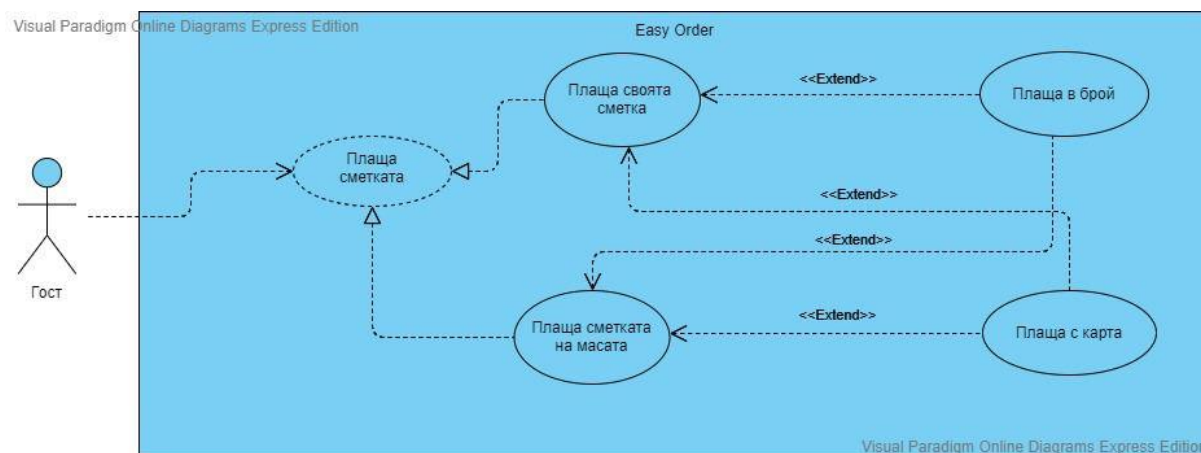 Visual Paradigm Online Diagrams Express Edition
Easy Order
Плаща своята
сметка
<<Extend>>
Плаща в брой
Плаща
сметката
<<Extend>>
<<Extend>>
Гост
Плаща сметката
на масата
<<Extend>>
Плаща с карта
Visual Paradigm Online Diagrams Express Edition